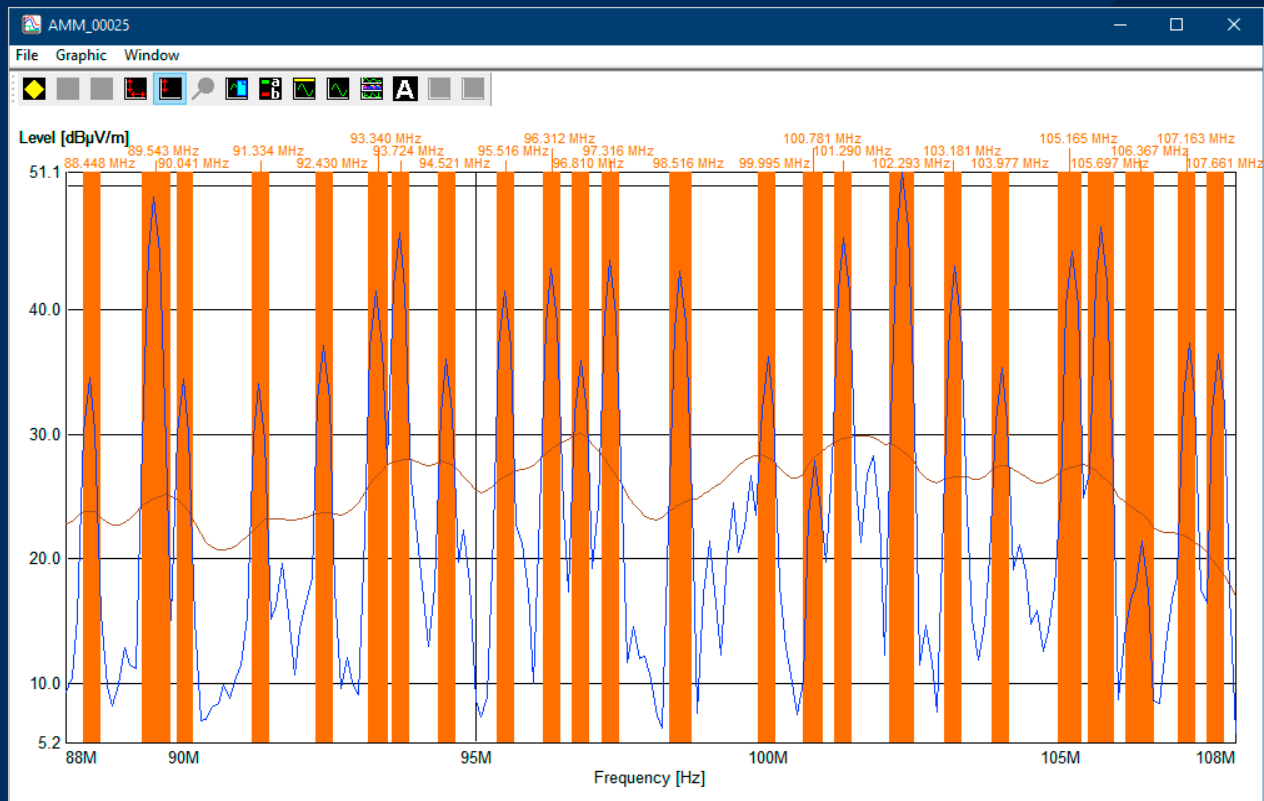 AMM_00025
File Graphic Window
a
b
A
Level [dBµV/m]
93.340 MHz 96.312 MHz 100.781 MHz 105.165 MHz 107.163 MHz
89.543 MHz 91.334 MHz 93.724 MHz 95.516 MHz 97.316 MHz 101.290 MHz 103.181 MHz 106.367 MHz
88.448 MHz 90.041 MHz 92.430 MHz 94.521 MHz 96.810 MHz 98.516 MHz 99.995 MHz 102.293 MHz 103.977 MHz 105.697 MHz 107.661 MHz
51.1
40.0
30.0
20.0
10.0
5.2
88M 90M 95M 100M 105M 108M
Frequency [Hz]